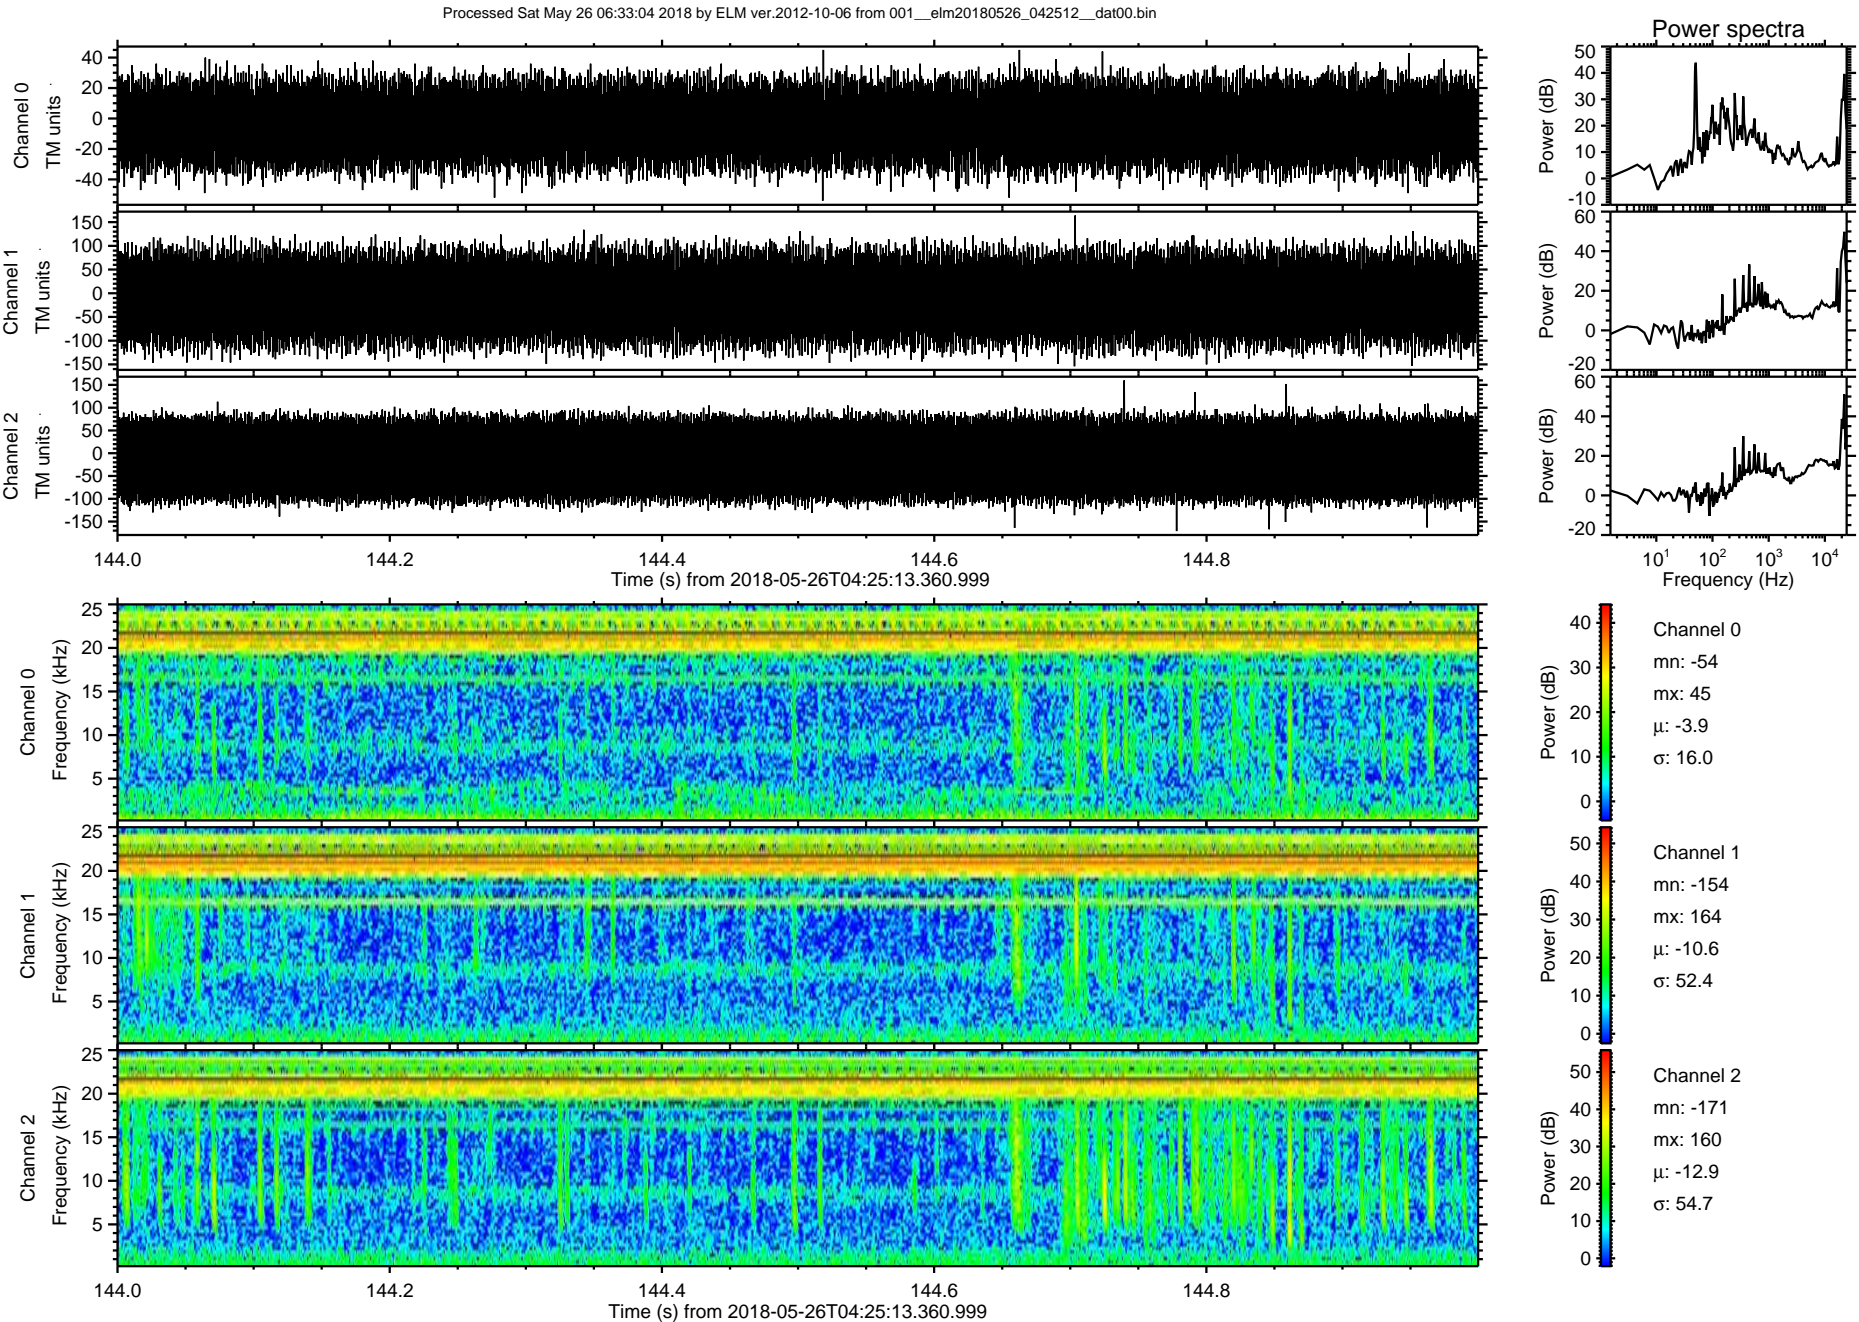 Processed Sat May 26 06:33:04 2018 by ELM ver.2012-10-06 from 001__elm20180526_042512__dat00.bin
Power spectra
Channel 0
TM units
40
20
0
-20
-40
Power (dB)
50
40
30
20
10
0
-10
Channel 1
TM units
150
100
50
0
-50
-100
-150
Power (dB)
60
40
20
0
-20
Channel 2
TM units
150
100
50
0
-50
-100
-150
Power (dB)
60
40
20
0
-20
144.0 144.2 144.4 144.6 144.8
Time (s) from 2018-05-26T04:25:13.360.999
10^1 10^2 10^3 10^4
Frequency (Hz)
Channel 0
Frequency (kHz)
25
20
15
10
5
Power (dB)
40
30
20
10
0
Channel 0
mn: -54
mx: 45
μ: -3.9
σ: 16.0
Channel 1
Frequency (kHz)
25
20
15
10
5
Power (dB)
50
40
30
20
10
0
Channel 1
mn: -154
mx: 164
μ: -10.6
σ: 52.4
Channel 2
Frequency (kHz)
25
20
15
10
5
Power (dB)
50
40
30
20
10
0
Channel 2
mn: -171
mx: 160
μ: -12.9
σ: 54.7
144.0 144.2 144.4 144.6 144.8
Time (s) from 2018-05-26T04:25:13.360.999